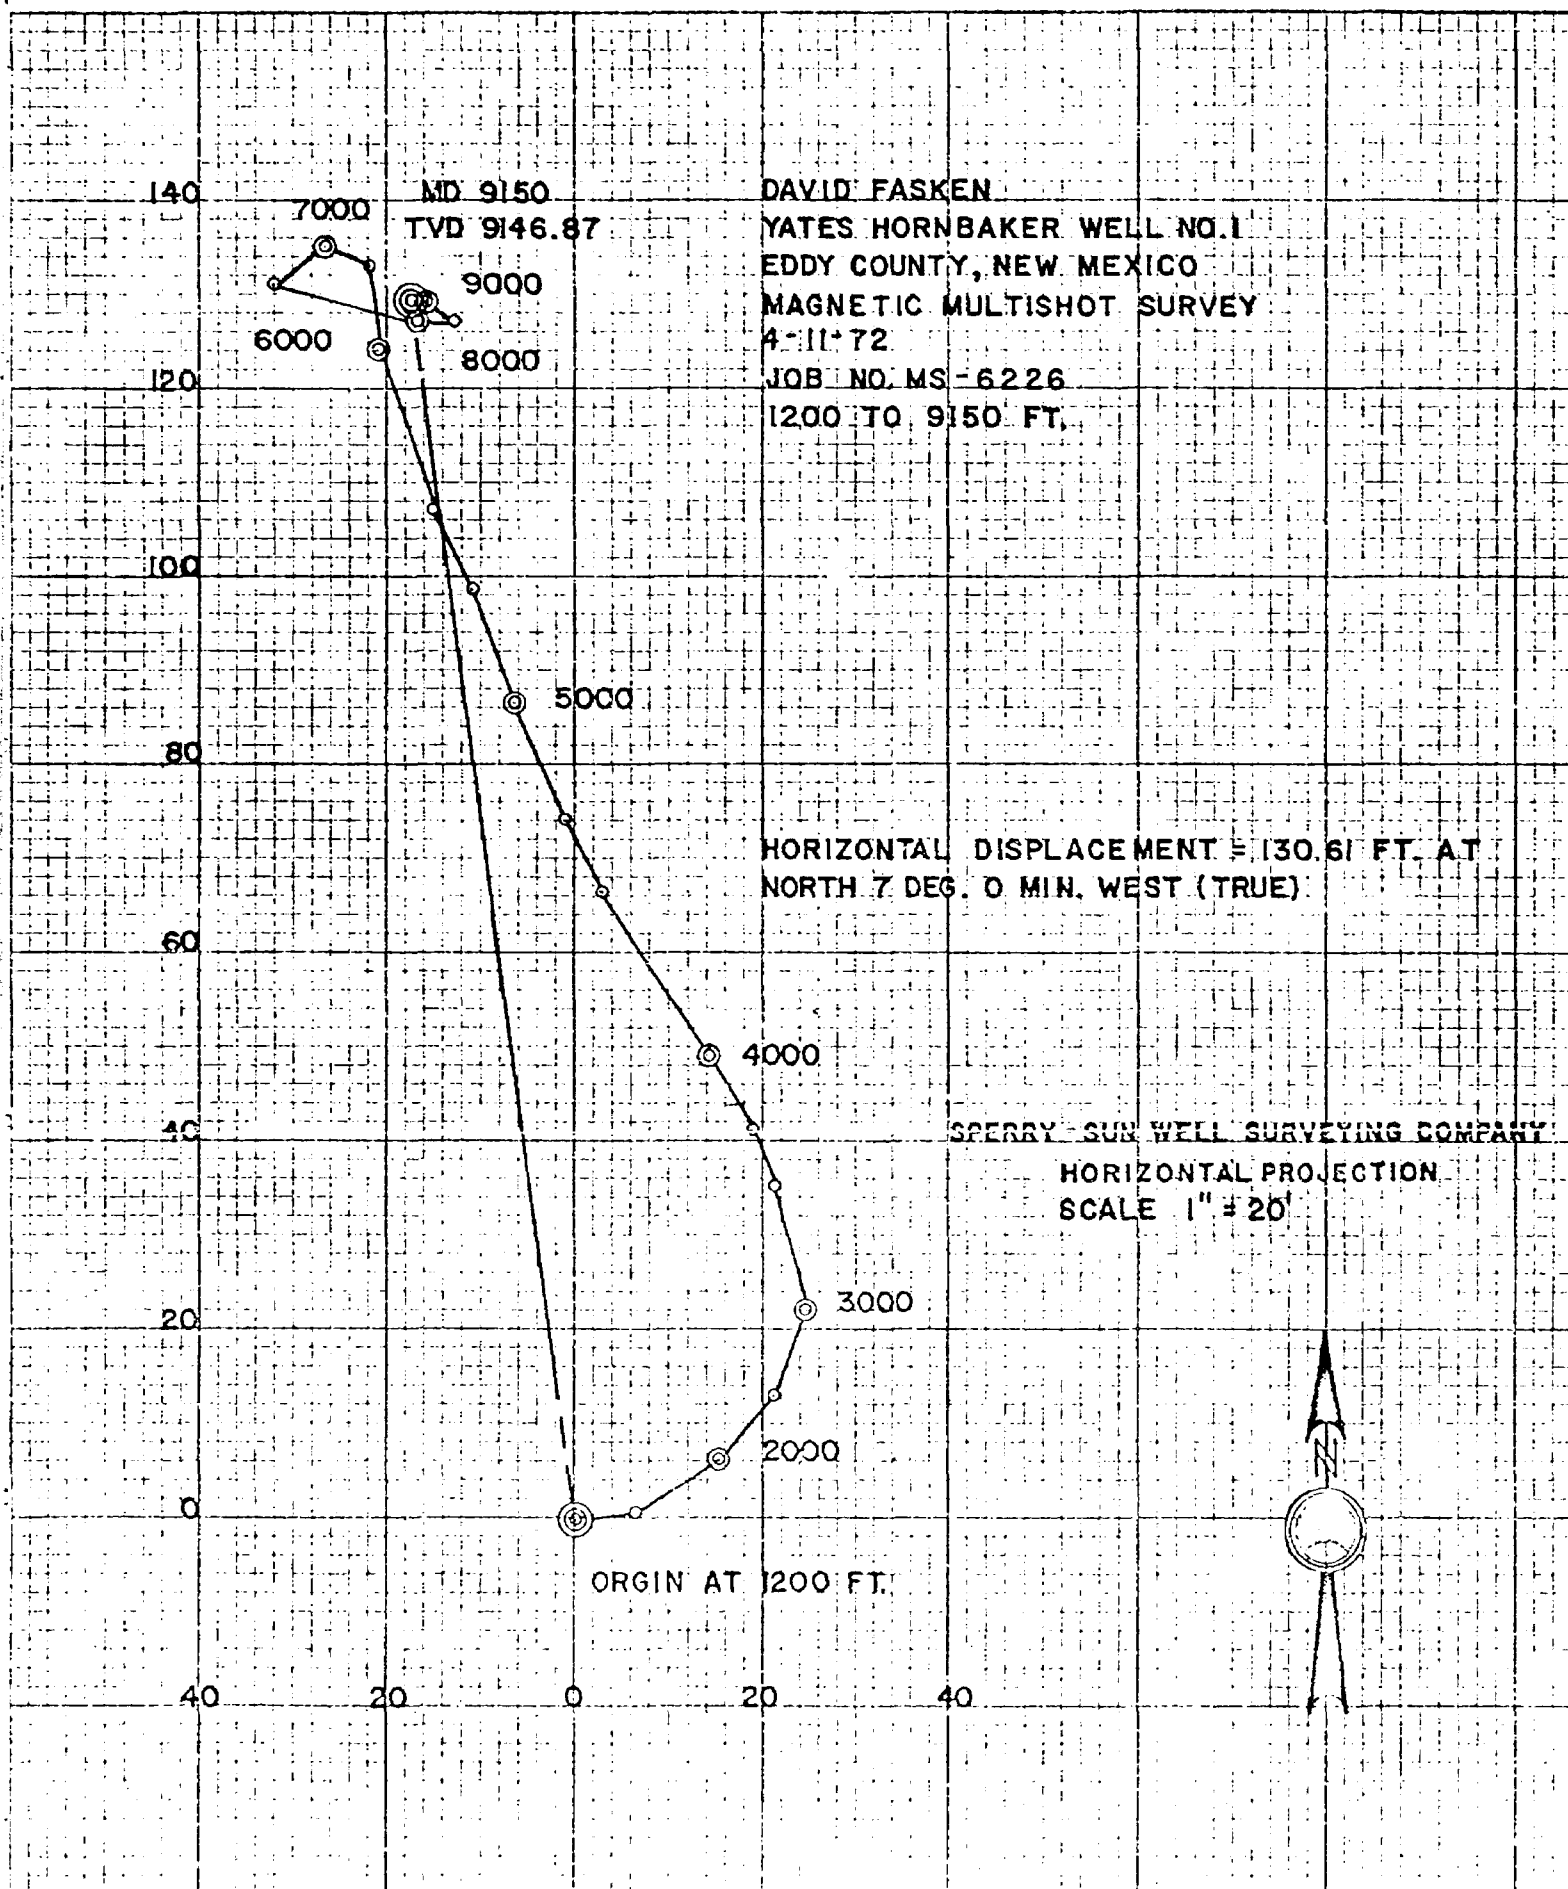 140
7000
MD 9150
TVD 9146.87
9000
6000
8000
120
DAVID FASKEN
YATES HORNBAKER WELL NO.1
EDDY COUNTY, NEW MEXICO
MAGNETIC MULTISHOT SURVEY
4-11-72
JOB NO. MS-6226
1200 TO 9150 FT.
100
5000
80
HORIZONTAL DISPLACEMENT = 130.61 FT. AT
NORTH 7 DEG. 0 MIN. WEST (TRUE)
60
4000
40
SPERRY-SUN WELL SURVEYING COMPANY
HORIZONTAL PROJECTION
SCALE 1" = 20'
3000
20
2000
N
0
ORGIN AT 1200 FT.
40 20 0 20 40